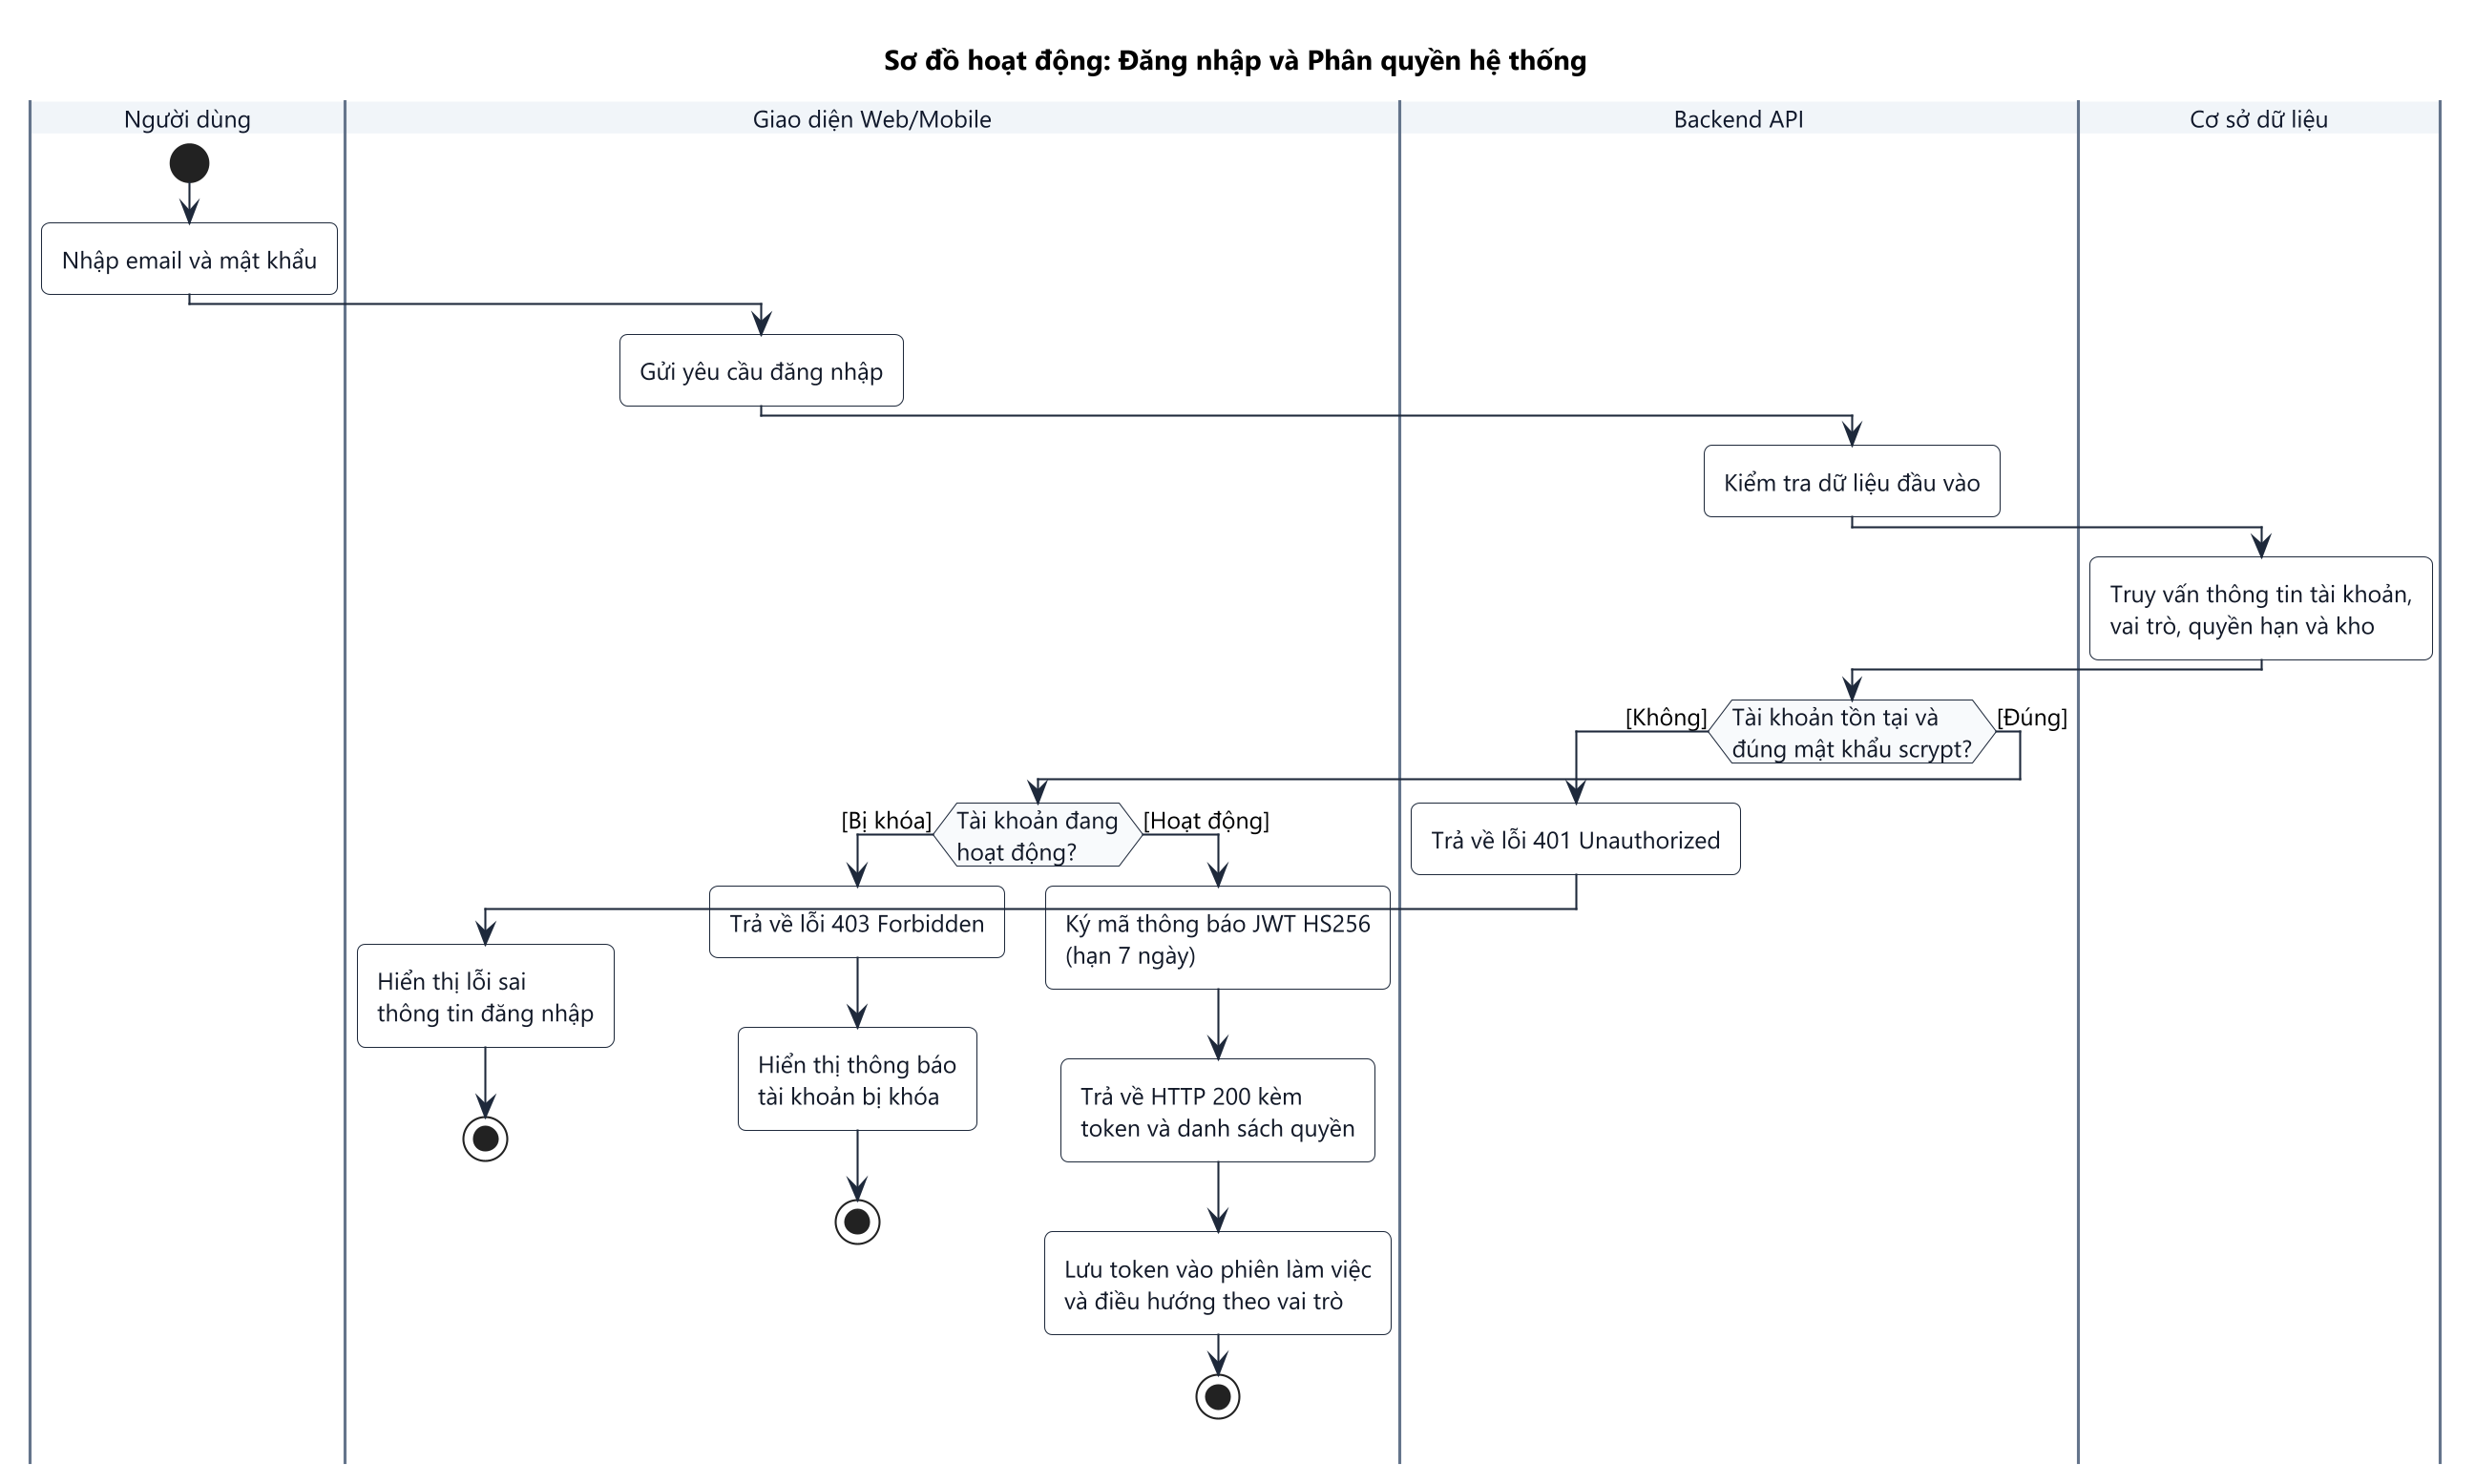 Sơ đồ hoạt động: Đăng nhập và Phân quyền hệ thống
Người dùng
Giao diện Web/Mobile
Backend API
Cơ sở dữ liệu
Nhập email và mật khẩu
Gửi yêu cầu đăng nhập
Kiểm tra dữ liệu đầu vào
Truy vấn thông tin tài khoản,
vai trò, quyền hạn và kho
[Không]
Tài khoản tồn tại và
đúng mật khẩu scrypt?
[Đúng]
[Bị khóa]
Tài khoản đang
hoạt động?
[Hoạt động]
Trả về lỗi 401 Unauthorized
Trả về lỗi 403 Forbidden
Ký mã thông báo JWT HS256
(hạn 7 ngày)
Hiển thị lỗi sai
thông tin đăng nhập
Hiển thị thông báo
tài khoản bị khóa
Trả về HTTP 200 kèm
token và danh sách quyền
Lưu token vào phiên làm việc
và điều hướng theo vai trò